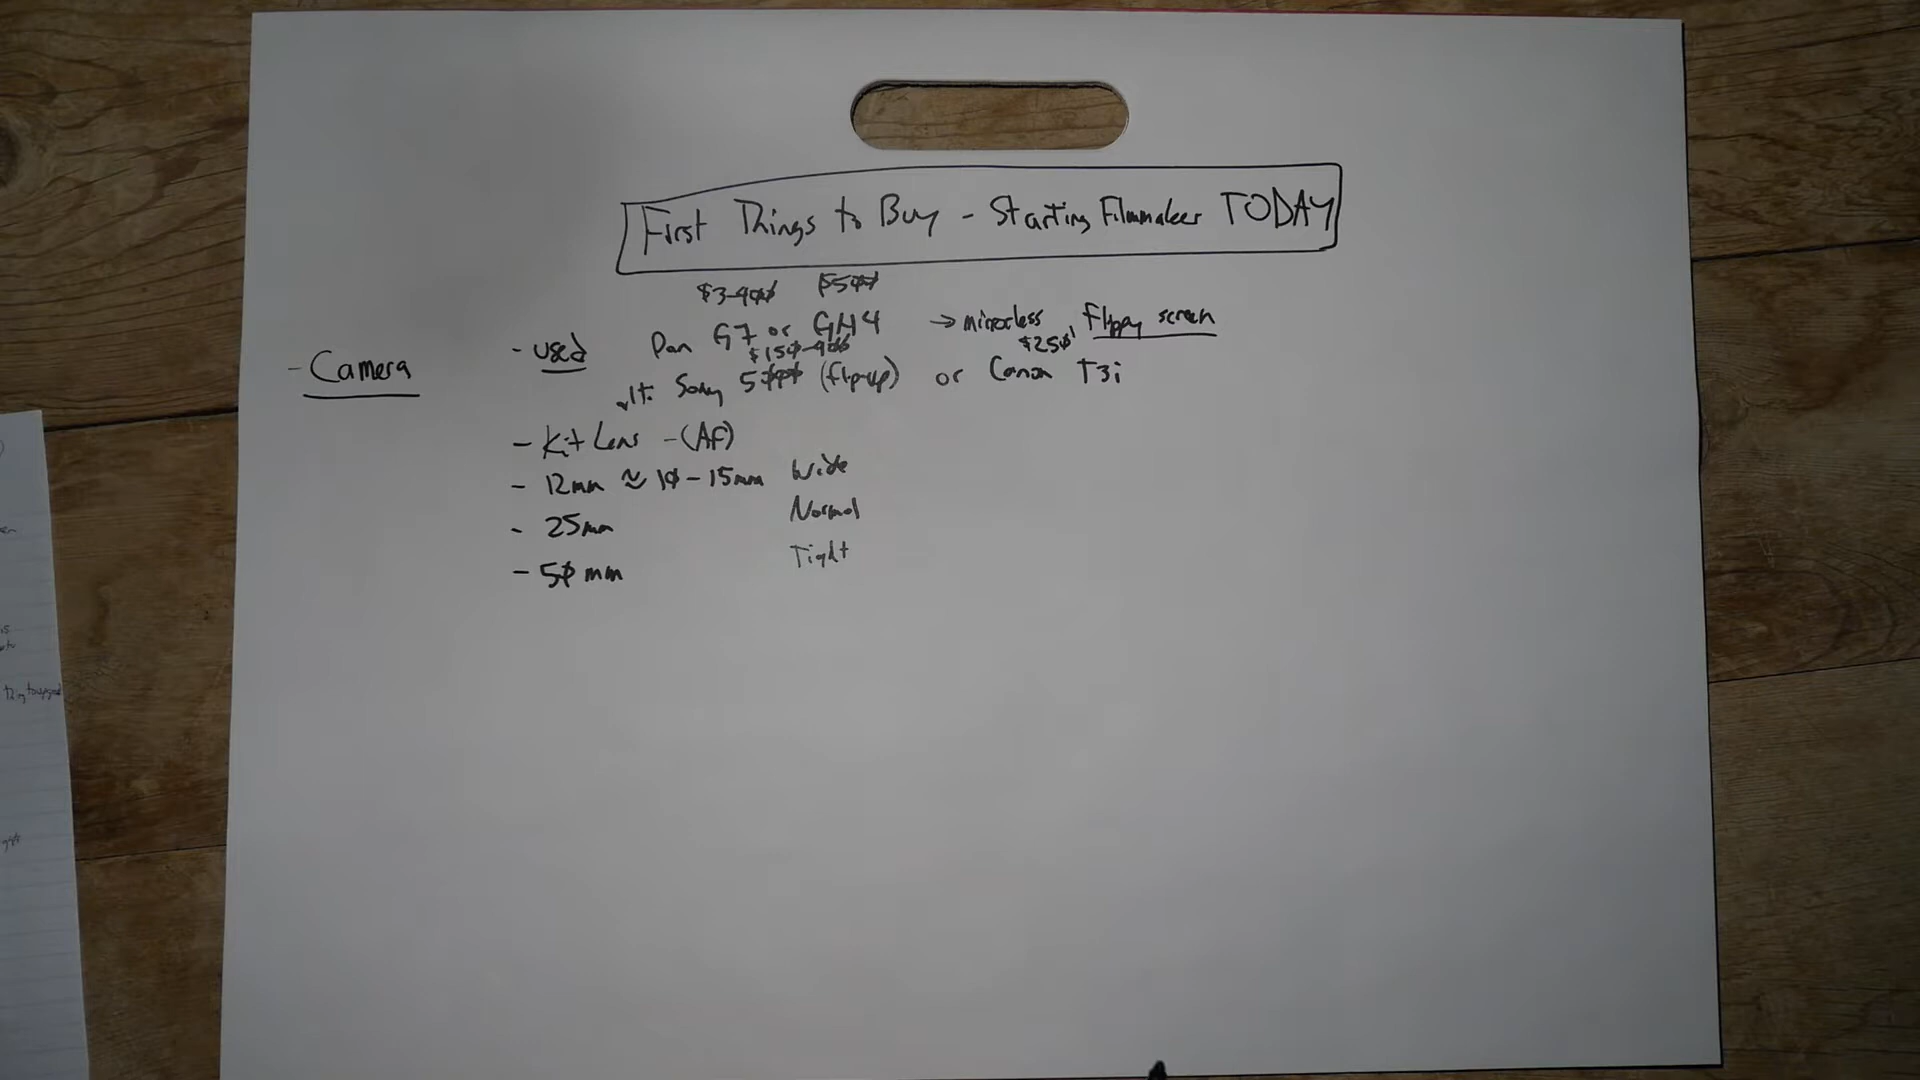 First Things to Buy - Starting Filmmaker TODAY
$3-400 $500
- Camera
- used Pan G7 or GH4 → mirrorless, flippy screen
$150-400 $250
Alt. Sony 5000 (flip-up) or Canon T3i
- Kit Lens - (AF)
- 12mm ≈ 10-15mm Wide
- 25mm Normal
- 50mm Tight